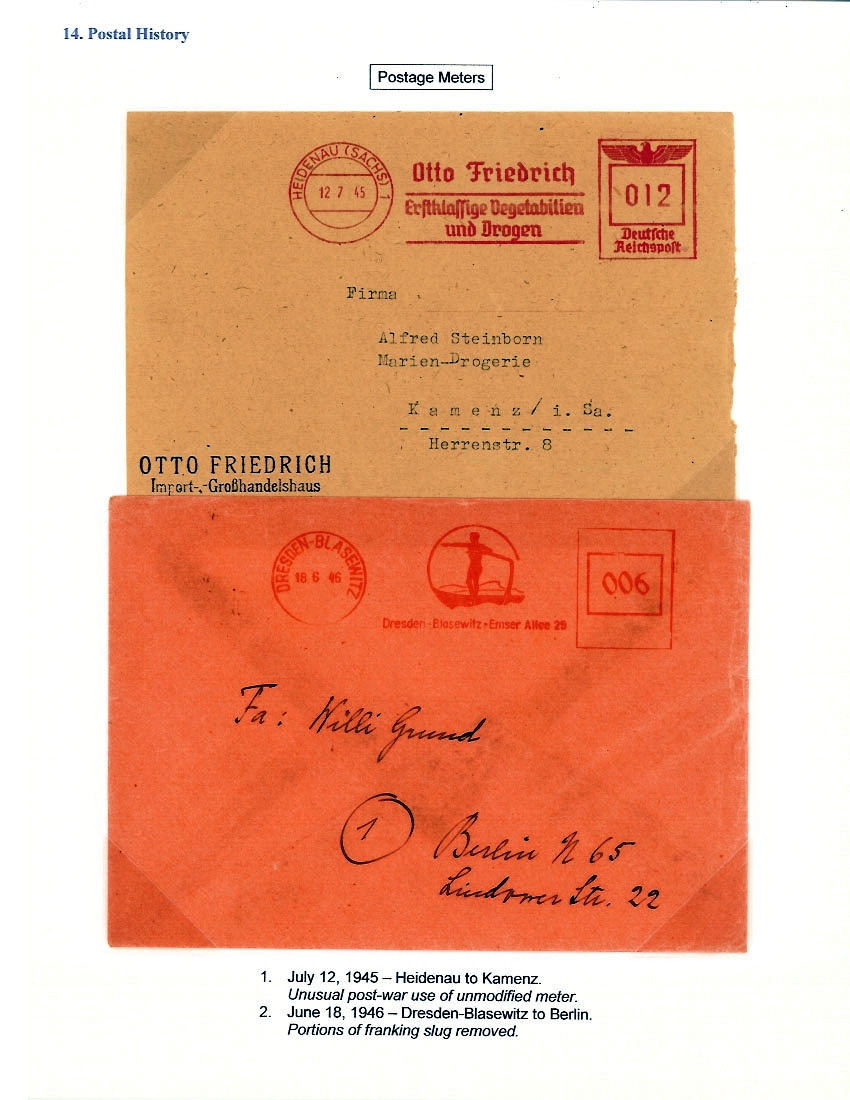 14. Postal History
Postage Meters
HEIDENAU (SACHS) 1
12 7 45
Otto Friedrich
Erstklassige Vegetabilien
und Drogen
012
Deutsche
Reichspost
Firma
Alfred Steinborn
Marien-Drogerie
Kamenz/i. Sa.
Herrenstr. 8
OTTO FRIEDRICH
Import-,-Großhandelshaus
DRESDEN-BLASEWITZ
18 6 46
Dresden-Blasewitz-Emser Allee 29
006
Fa: Willi Grund
1
Berlin N 65
Lindower Str. 22
1. July 12, 1945 – Heidenau to Kamenz.
Unusual post-war use of unmodified meter.
2. June 18, 1946 – Dresden-Blasewitz to Berlin.
Portions of franking slug removed.